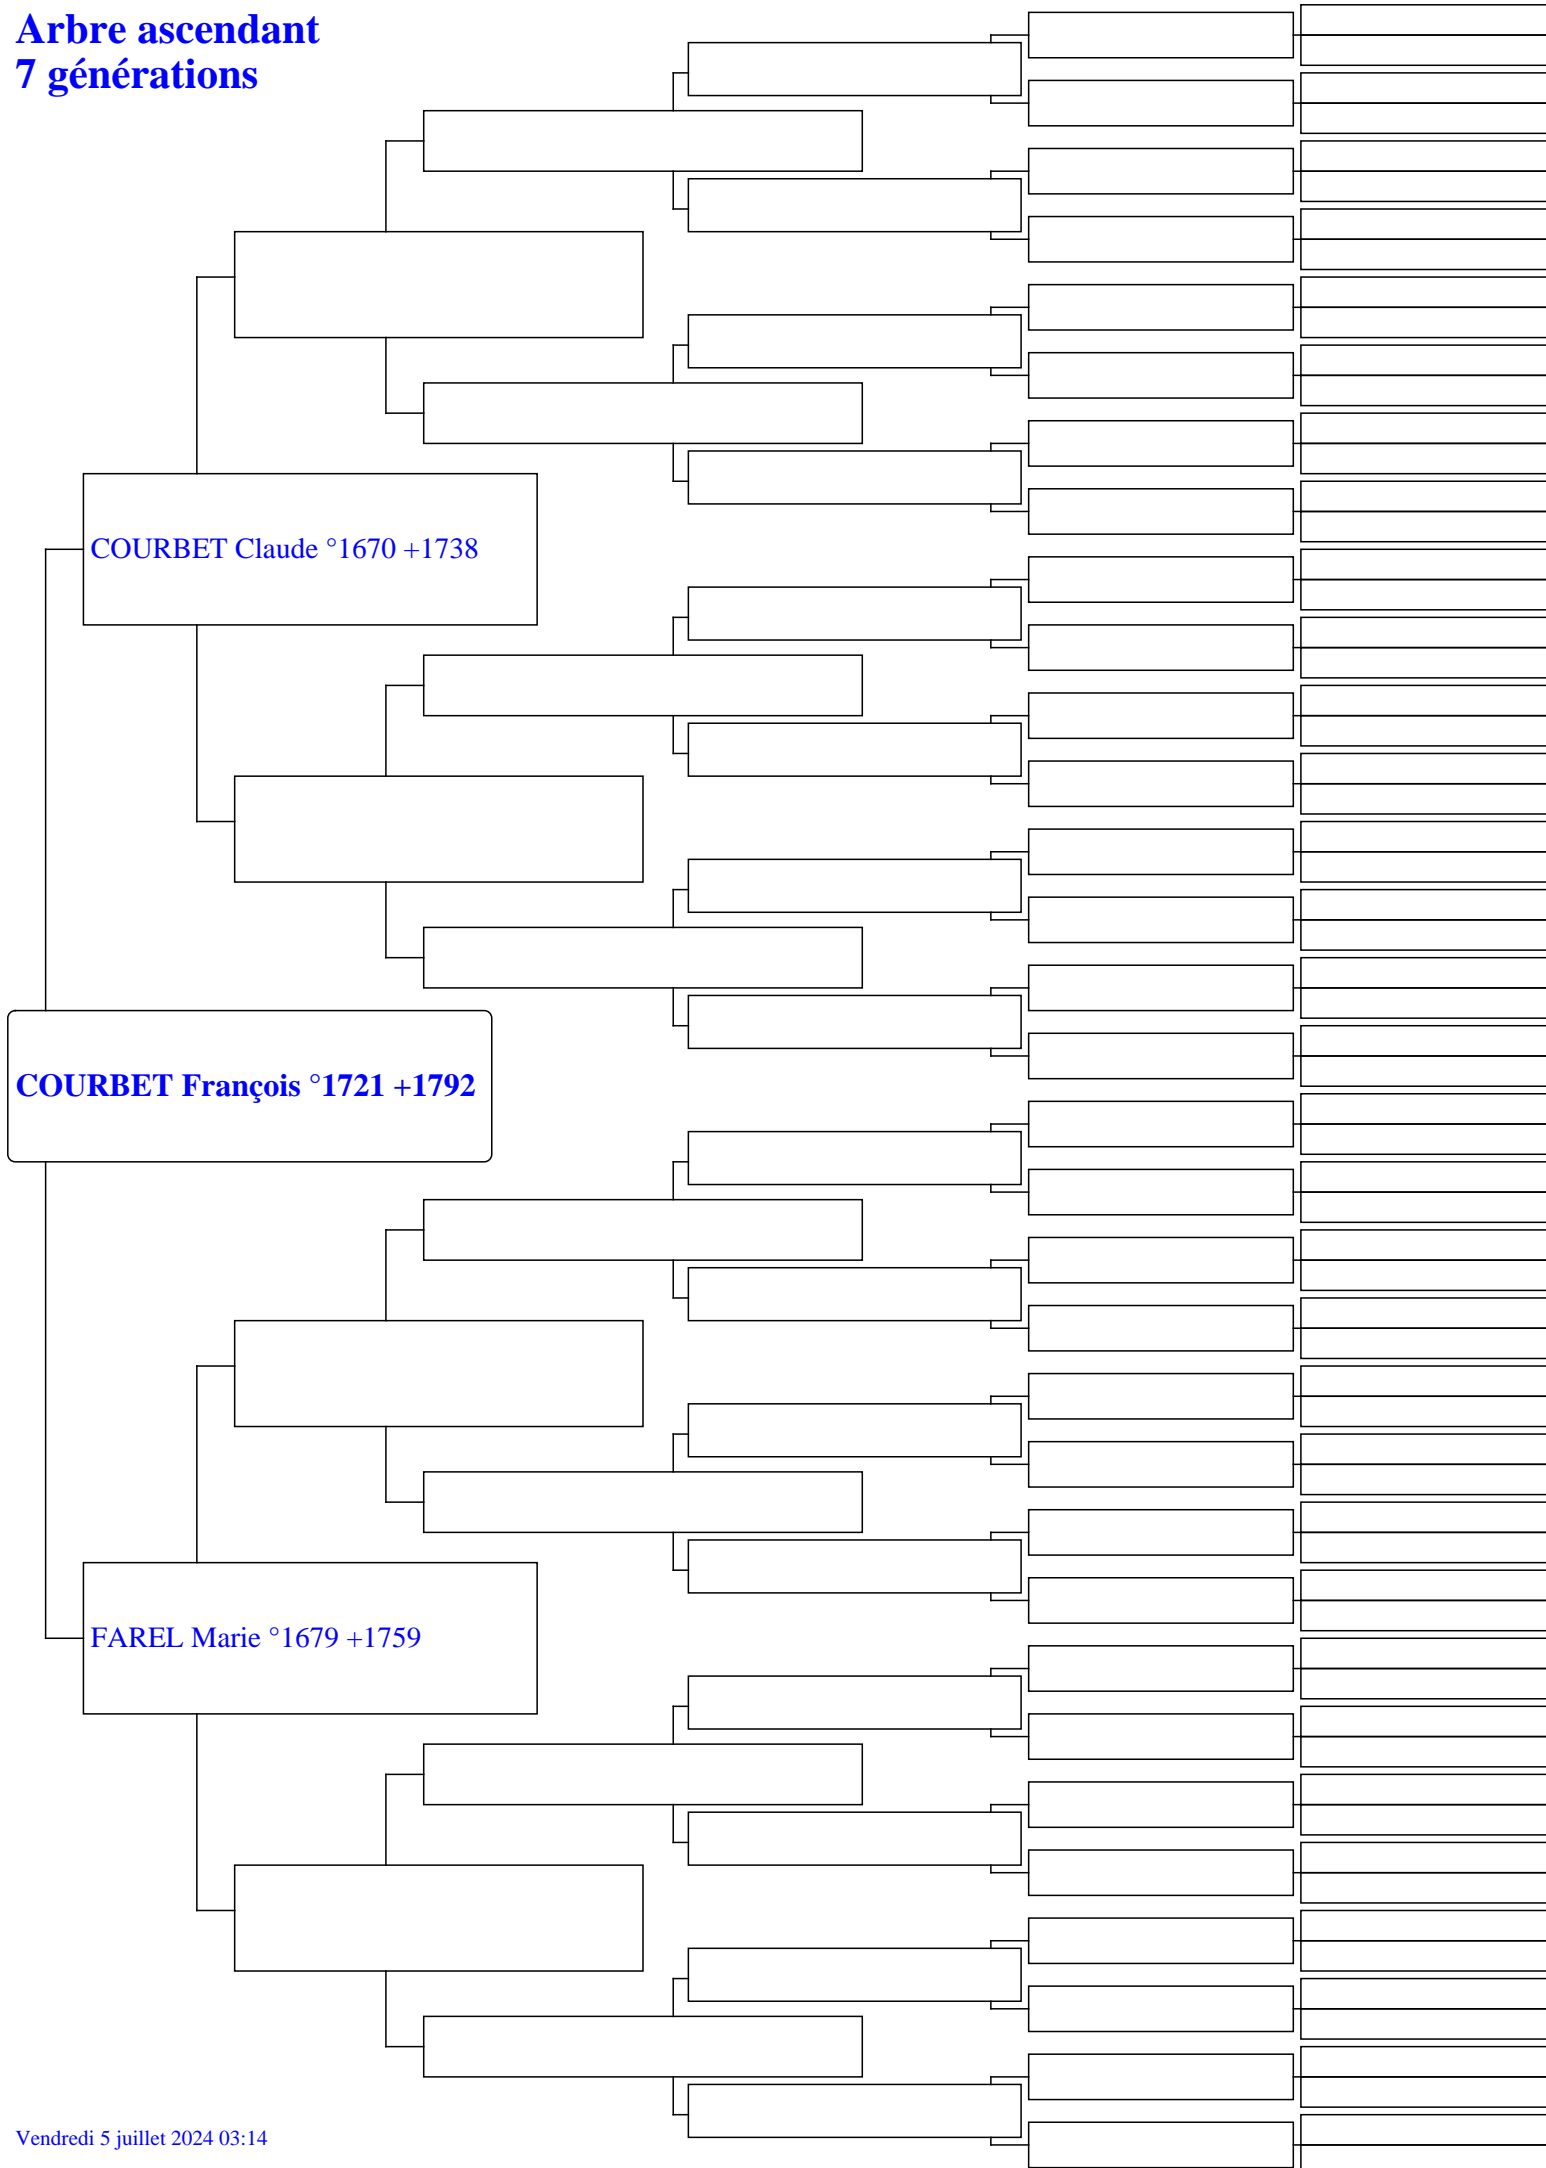 Arbre ascendant
7 générations
COURBET Claude °1670 +1738
COURBET François °1721 +1792
FAREL Marie °1679 +1759
Vendredi 5 juillet 2024 03:14